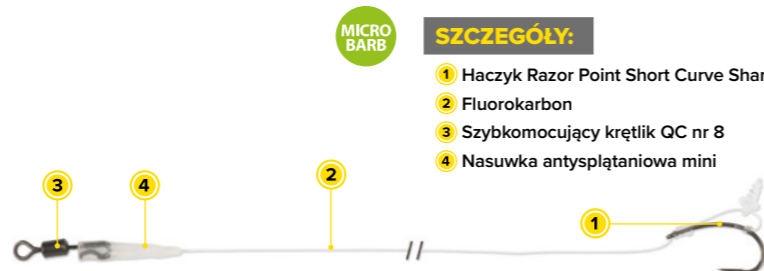 MICRO
BARB
SZCZEGÓŁY:
1 Haczyk Razor Point Short Curve
2 Fluorokarbon
3 Szybkomocujący krętlik QC nr 8
4 Nasuwka antysplątaniowa mini
3
4
2
1